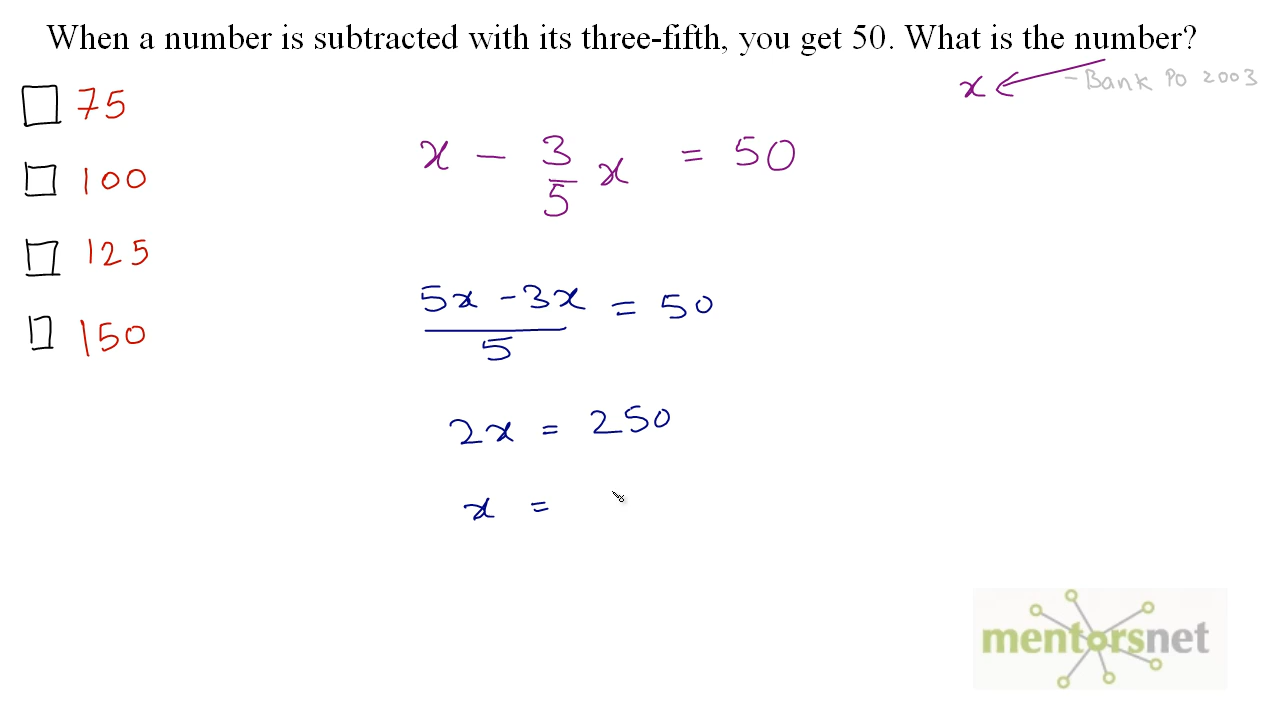 When a number is subtracted with its three-fifth, you get 50. What is the number?
x ← - Bank Po 2003
75
100
125
150
x - 3/5 x = 50
5x - 3x / 5 = 50
2x = 250
x =
mentorsnet